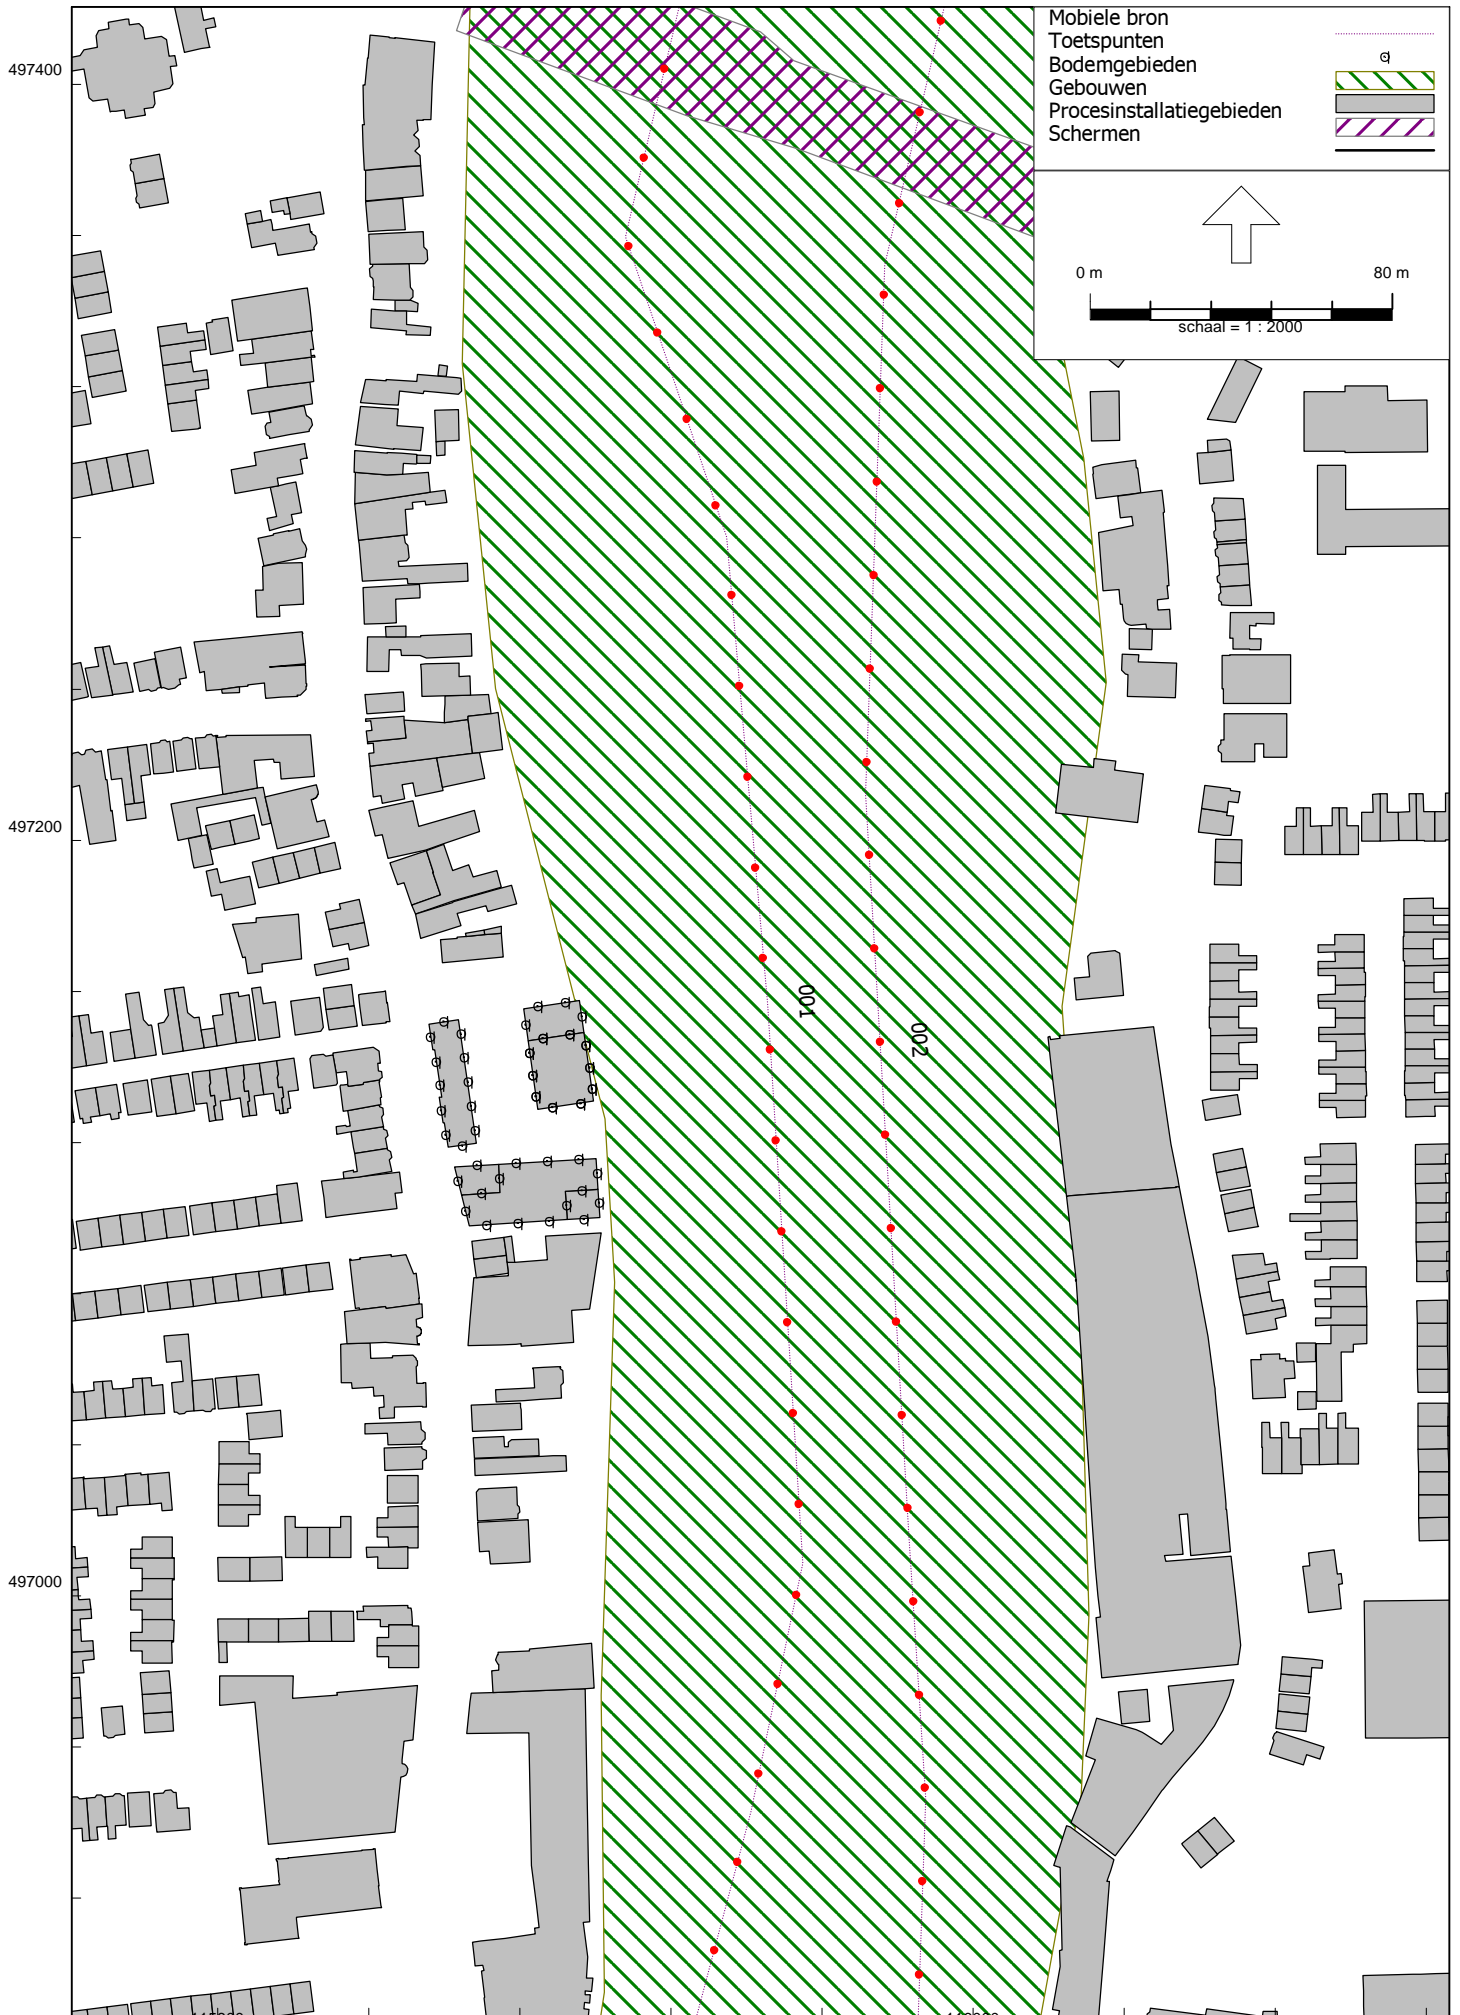 Mobiele bron
Toetspunten
Bodemgebieden
Gebouwen
Procesinstallatiegebieden
Schermen
0 m 80 m
schaal = 1 : 2000
497400
497200
497000
001
002